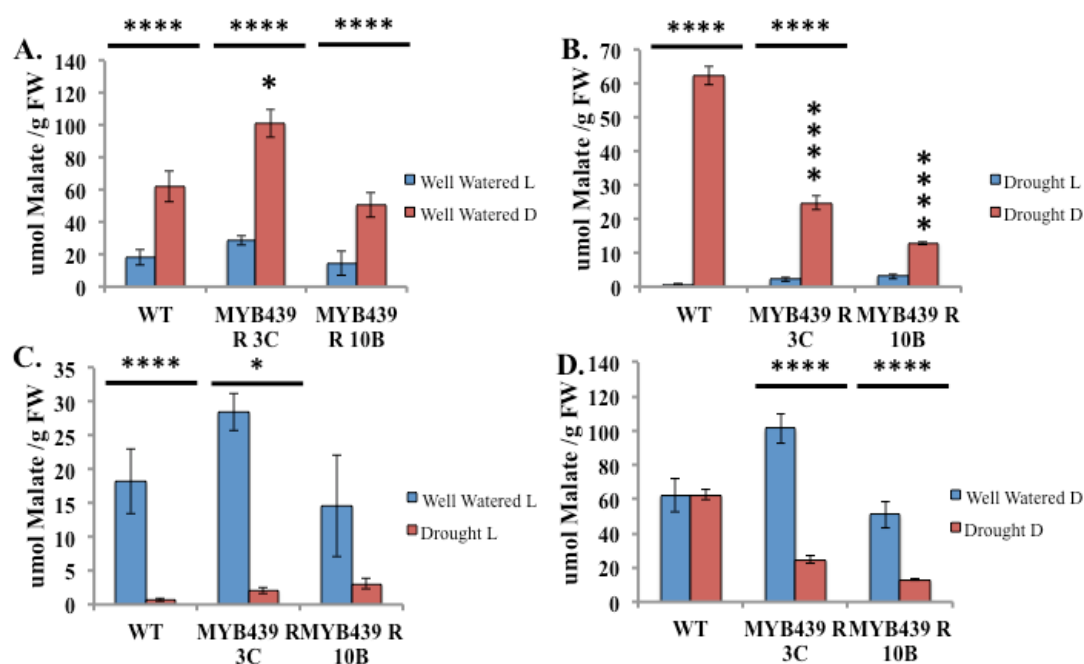 A.
**** **** ****
*
umol Malate /g FW
140
120
100
80
60
40
20
0
WT
MYB439
R 3C
MYB439
R 10B
Well Watered L
Well Watered D
B.
**** ****
****
****
umol Malate /g FW
70
60
50
40
30
20
10
0
WT
MYB439 R
3C
MYB439 R
10B
Drought L
Drought D
C.
**** *
umol Malate /g FW
35
30
25
20
15
10
5
0
WT
MYB439 R
3C
MYB439 R
10B
Well Watered L
Drought L
D.
**** ****
umol Malate /g FW
140
120
100
80
60
40
20
0
WT
MYB439 R
3C
MYB439 R
10B
Well Watered D
Drought D